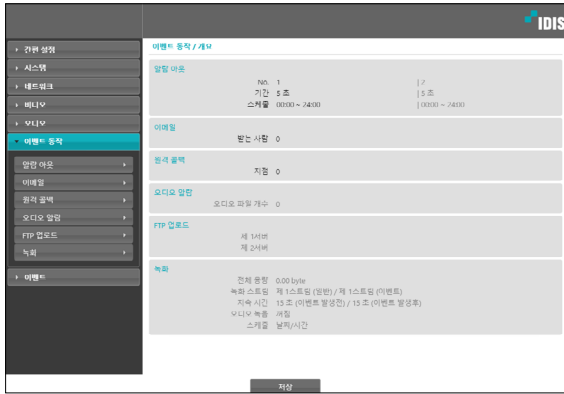 IDIS
간편 설정
시스템
네트워크
비디오
오디오
이벤트 동작
알람 아웃
이메일
원격 콜백
오디오 알림
FTP 업로드
녹화
이벤트
이벤트 동작 / 개요
알람 아웃
No. 1 | 2
기간 5 초 | 5 초
스케줄 00:00 ~ 24:00 | 00:00 ~ 24:00
이메일
받는 사람 0
원격 콜백
지점 0
오디오 알람
오디오 파일 개수 0
FTP 업로드
제 1서버
제 2서버
녹화
전체 용량 0.00 byte
녹화 스트림 제 1스트림 (일반) / 제 1스트림 (이벤트)
지속 시간 15 초 (이벤트 발생전) / 15 초 (이벤트 발생후)
오디오 녹음 꺼짐
스케줄 날짜/시간
저장